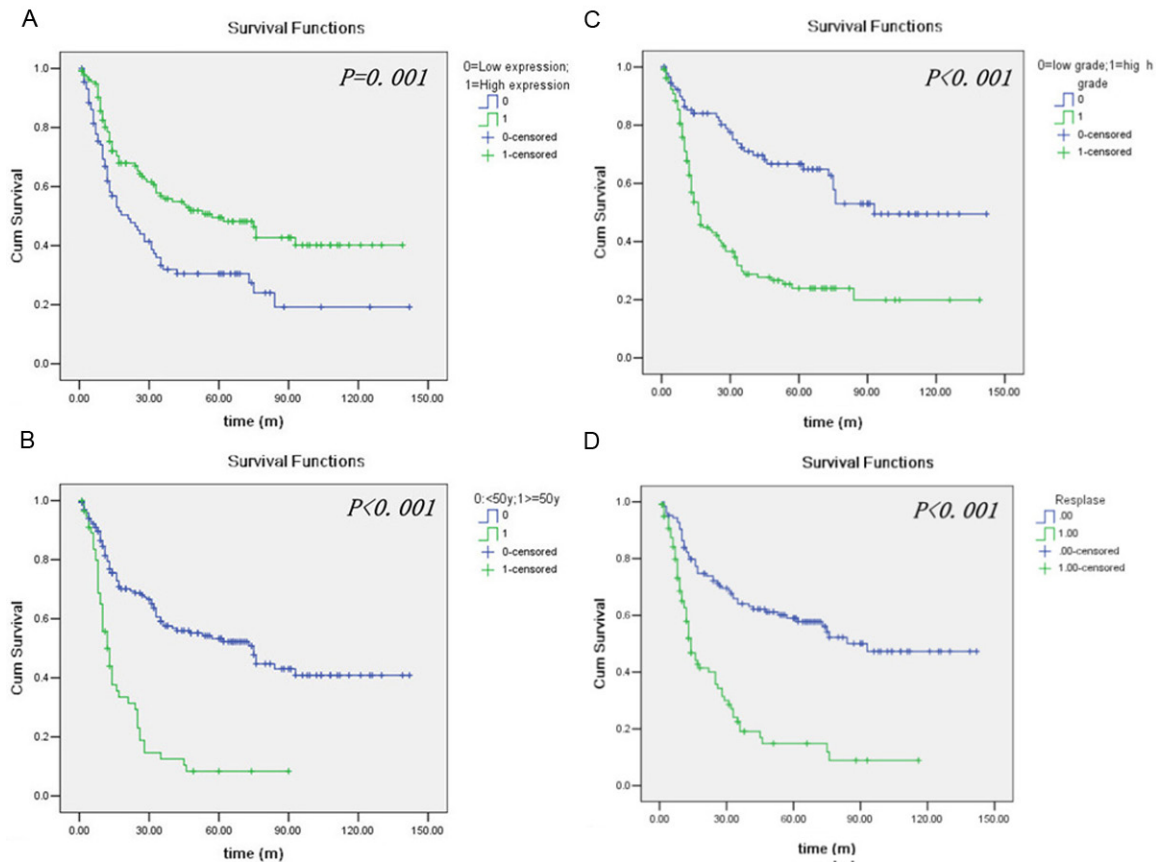 A
Survival Functions
P=0. 001
0=Low expression;
1=High expression
0
1
0-censored
1-censored
Cum Survival
1.0
0.8
0.6
0.4
0.2
0.0
0.00 30.00 60.00 90.00 120.00 150.00
time (m)
C
Survival Functions
P<0. 001
0=low grade;1=hig h
grade
0
1
0-censored
1-censored
Cum Survival
1.0
0.8
0.6
0.4
0.2
0.0
0.00 30.00 60.00 90.00 120.00 150.00
time (m)
B
Survival Functions
P<0. 001
0:<50y;1>=50y
0
1
0-censored
1-censored
Cum Survival
1.0
0.8
0.6
0.4
0.2
0.0
0.00 30.00 60.00 90.00 120.00 150.00
time (m)
D
Survival Functions
P<0. 001
Resplase
.00
1.00
.00-censored
1.00-censored
Cum Survival
1.0
0.8
0.6
0.4
0.2
0.0
0.00 30.00 60.00 90.00 120.00 150.00
time (m)